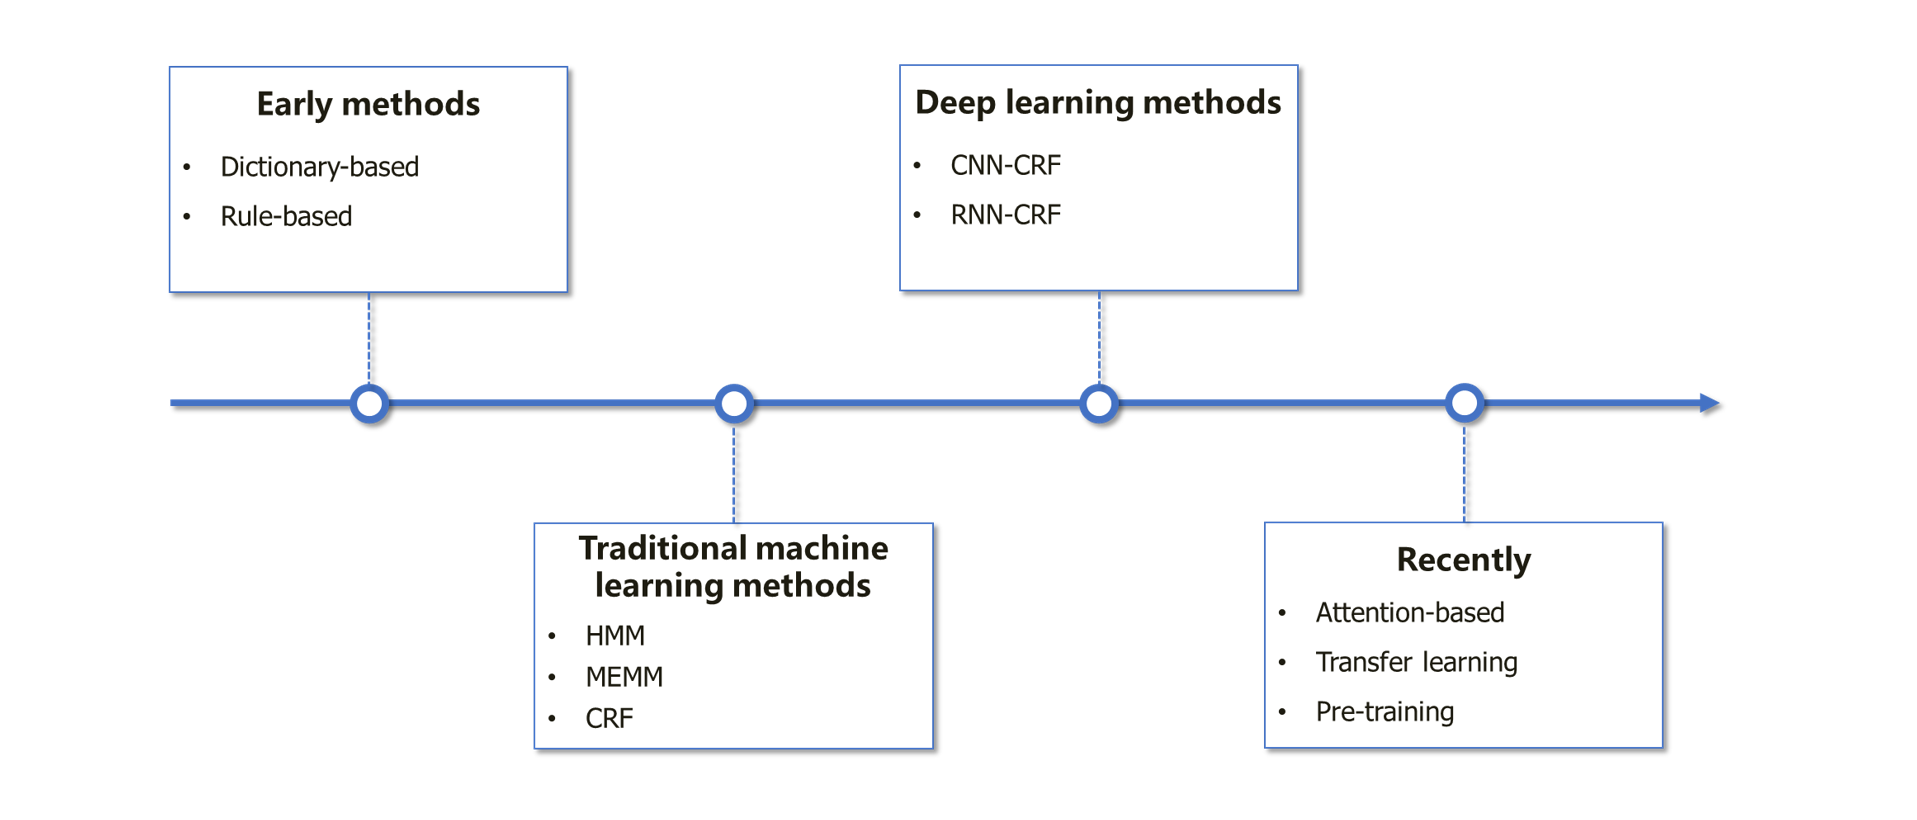 Early methods
• Dictionary-based
• Rule-based
Traditional machine
learning methods
• HMM
• MEMM
• CRF
Deep learning methods
• CNN-CRF
• RNN-CRF
Recently
• Attention-based
• Transfer learning
• Pre-training